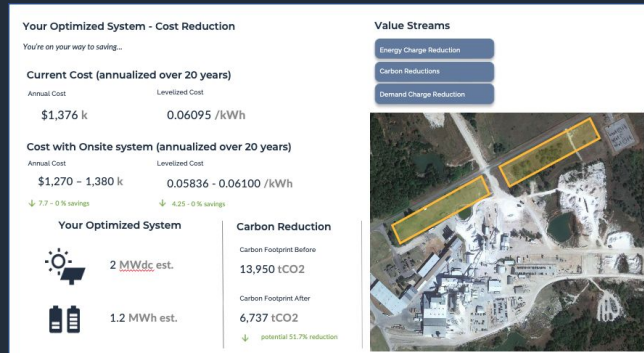 Your Optimized System - Cost Reduction
You're on your way to saving...
Current Cost (annualized over 20 years)
Annual Cost Levelized Cost
$1,376 k 0.06095 /kWh
Cost with Onsite system (annualized over 20 years)
Annual Cost Levelized Cost
$1,270 – 1,380 k 0.05836 - 0.06100 /kWh
↓ 7.7 – 0 % savings ↓ 4.25 - 0 % savings
Your Optimized System
2 MWdc est.
1.2 MWh est.
Carbon Reduction
Carbon Footprint Before
13,950 tCO2
Carbon Footprint After
6,737 tCO2
↓ potential 51.7% reduction
Value Streams
Energy Charge Reduction
Carbon Reductions
Demand Charge Reduction